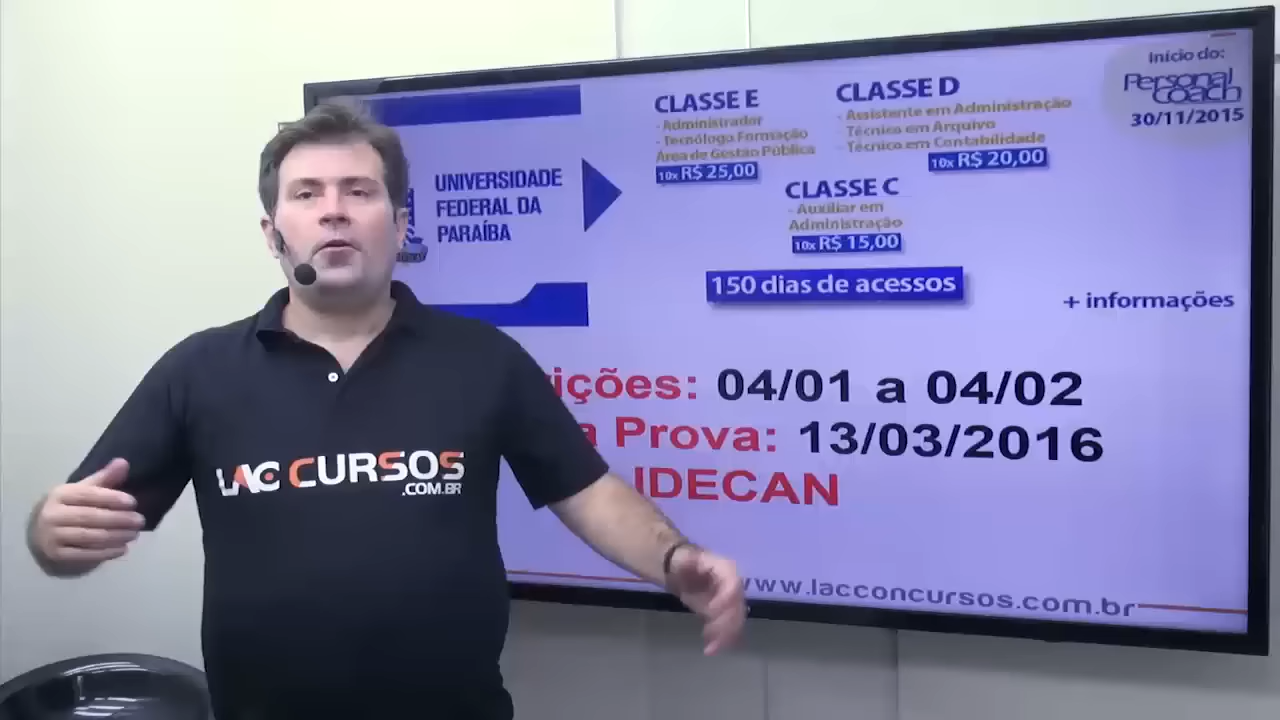 UNIVERSIDADE
FEDERAL DA
PARAÍBA
CLASSE E
- Administrador
- Tecnólogo Formação
Área de Gestão Pública
10x R$ 25,00
CLASSE D
- Assistente em Administração
- Técnico em Arquivo
- Técnico em Contabilidade
10x R$ 20,00
Início do:
Personal
Coach
30/11/2015
CLASSE C
- Auxiliar em
Administração
10x R$ 15,00
150 dias de acessos
+ informações
ições: 04/01 a 04/02
a Prova: 13/03/2016
IDECAN
www.lacconcursos.com.br
LAC CURSOS
.COM.BR